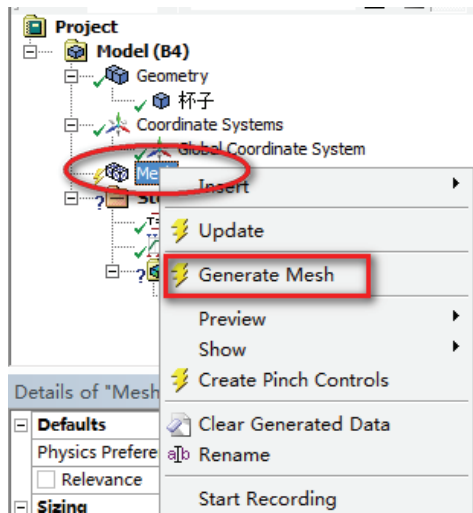 Project
Model (B4)
Geometry
杯子
Coordinate Systems
Global Coordinate System
Insert
Update
Generate Mesh
Preview
Show
Create Pinch Controls
Details of "Mesh
Clear Generated Data
Defaults
Physics Prefere
Rename
Relevance
Start Recording
Sizing